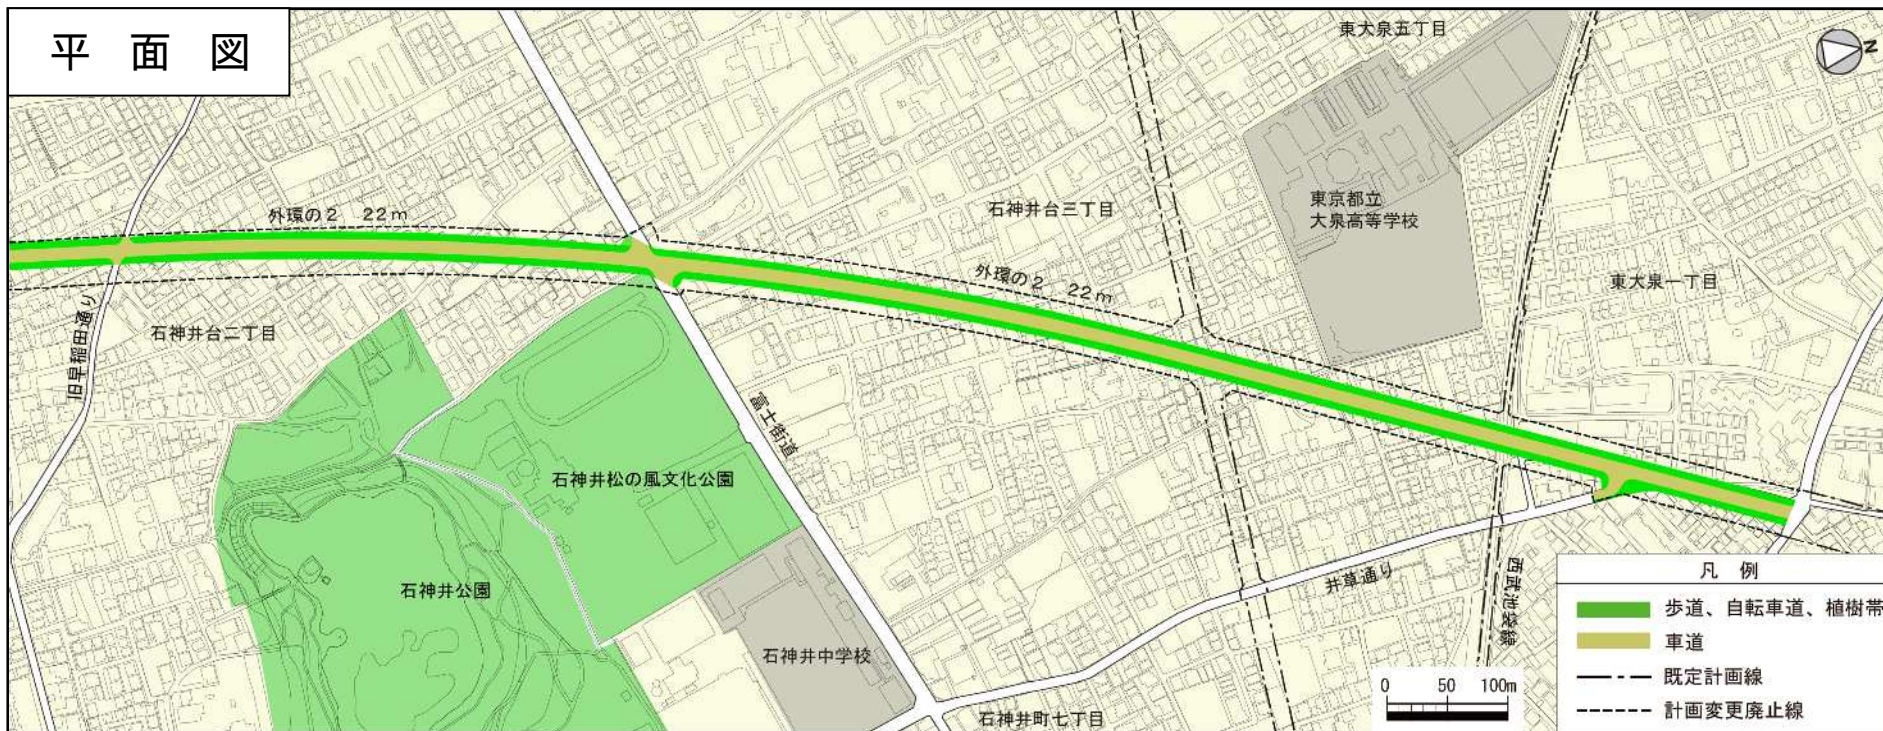 平 面 図
東大泉五丁目
N
外環の2 22m
石神井台三丁目
東京都立
大泉高等学校
外環の2 22m
東大泉一丁目
旧早稲田通り
石神井台二丁目
富士街道
石神井松の風文化公園
石神井公園
井草通り
西武池袋線
石神井中学校
石神井町七丁目
0 50 100m
凡 例
歩道、自転車道、植樹帯
車道
既定計画線
計画変更廃止線